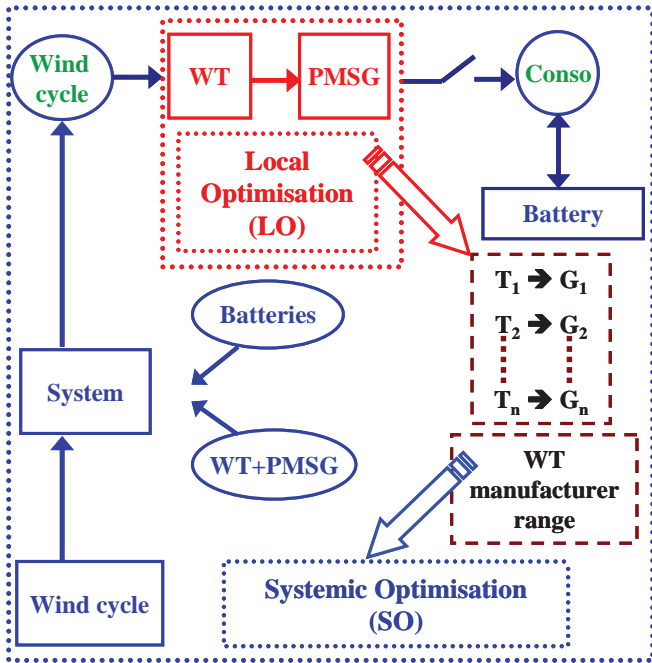 Wind
cycle
WT
PMSG
Conso
Local
Optimisation
(LO)
Battery
T1 ➔ G1
T2 ➔ G2
Tn ➔ Gn
Batteries
System
WT+PMSG
WT
manufacturer
range
Wind cycle
Systemic Optimisation
(SO)